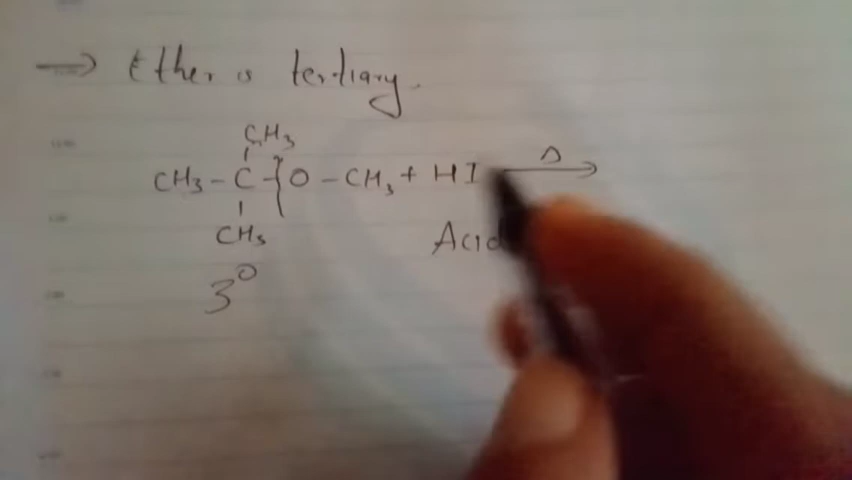 → Ether is tertiary.
CH₃
CH₃ – C – O – CH₃ + HI Δ →
CH₃ Acid
3°